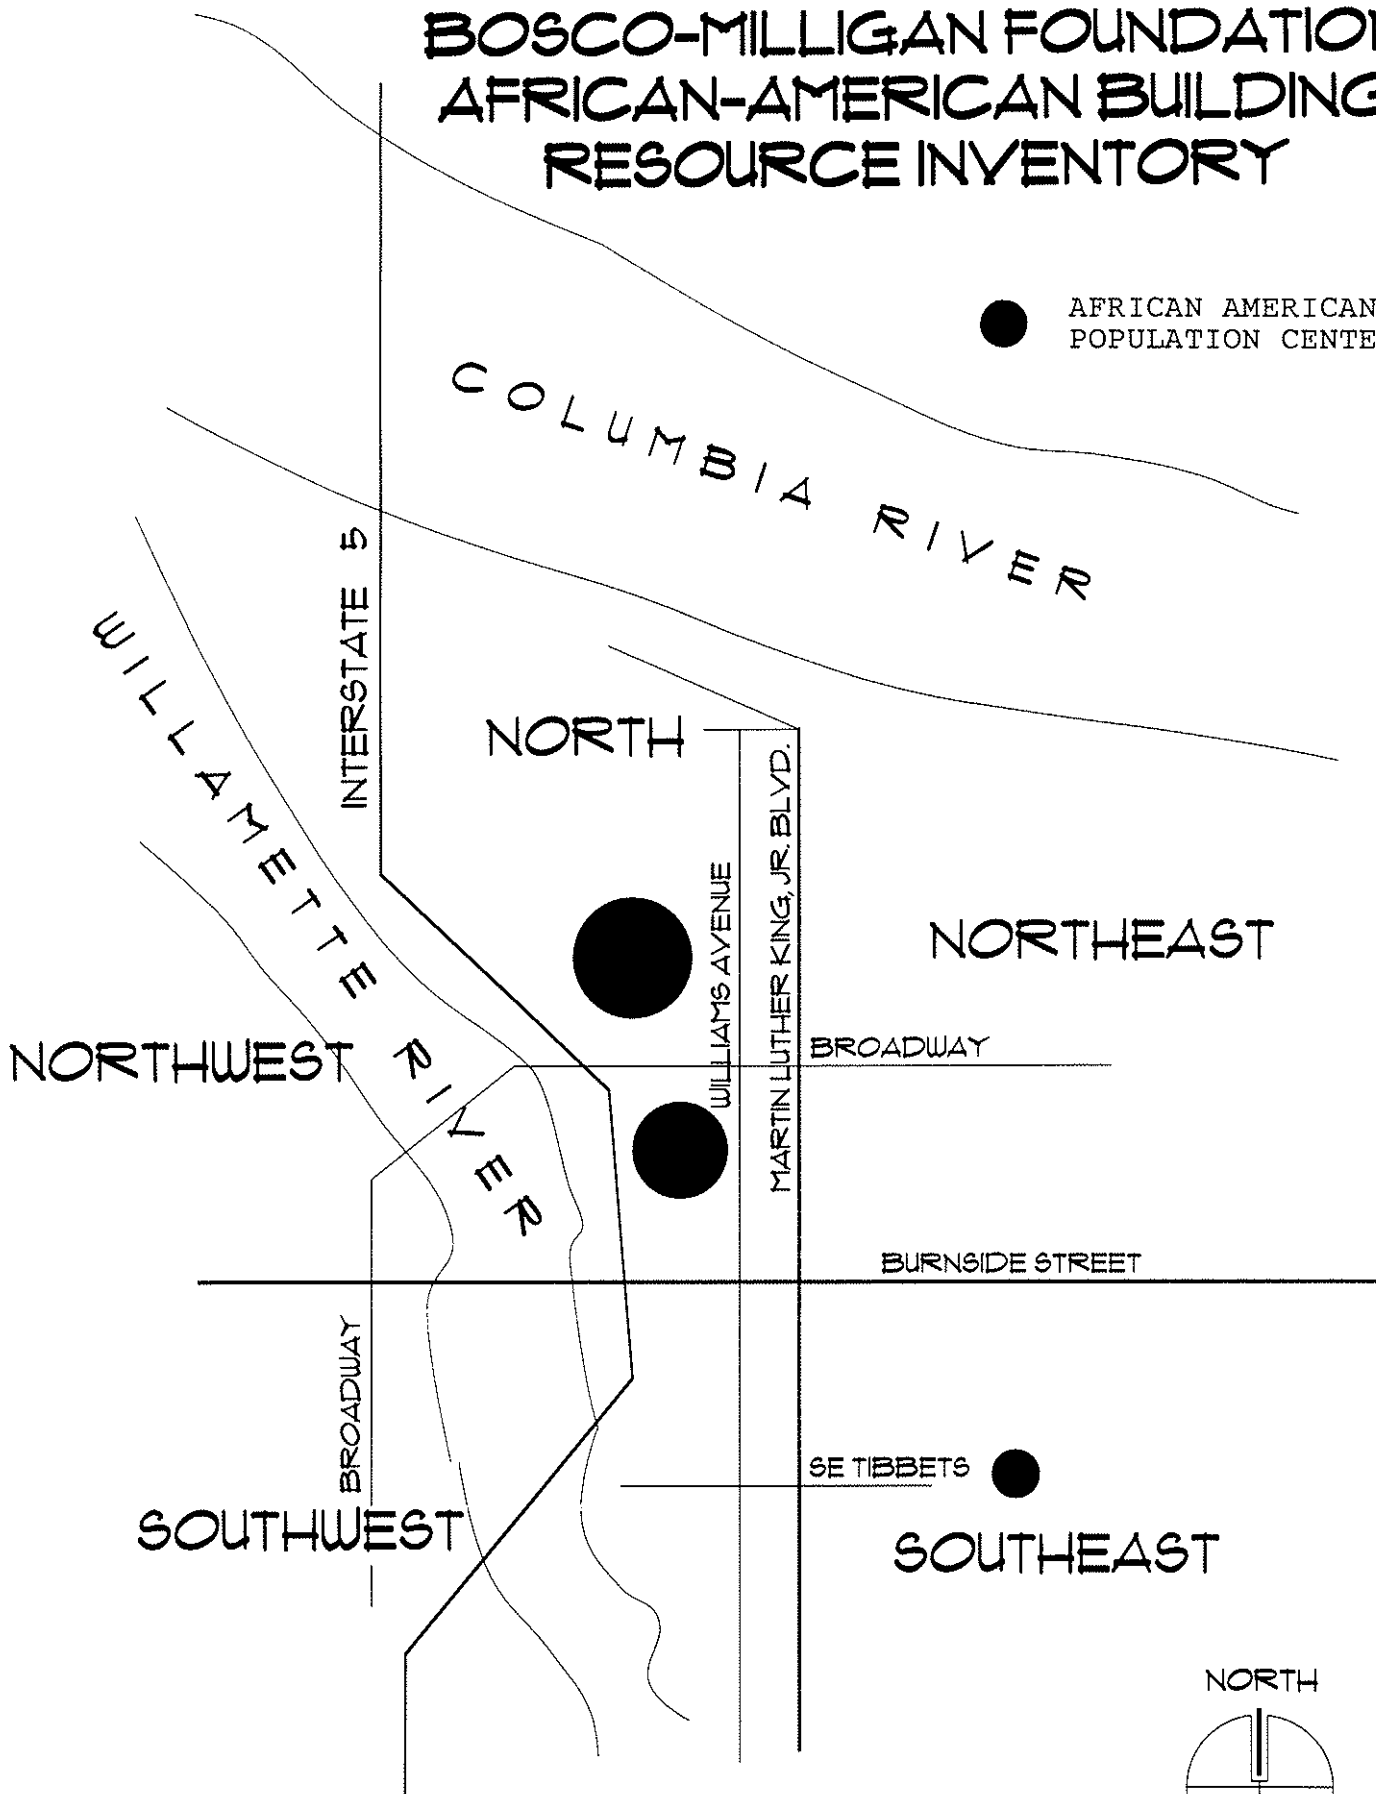 BOSCO-MILLIGAN FOUNDATION
AFRICAN-AMERICAN BUILDING
RESOURCE INVENTORY
AFRICAN AMERICAN
POPULATION CENTE
COLUMBIA RIVER
INTERSTATE 5
WILLAMETTE RIVER
NORTH
MARTIN LUTHER KING, JR. BLVD.
WILLIAMS AVENUE
NORTHEAST
NORTHWEST
BROADWAY
BURNSIDE STREET
BROADWAY
SE TIBBETS
SOUTHWEST
SOUTHEAST
NORTH